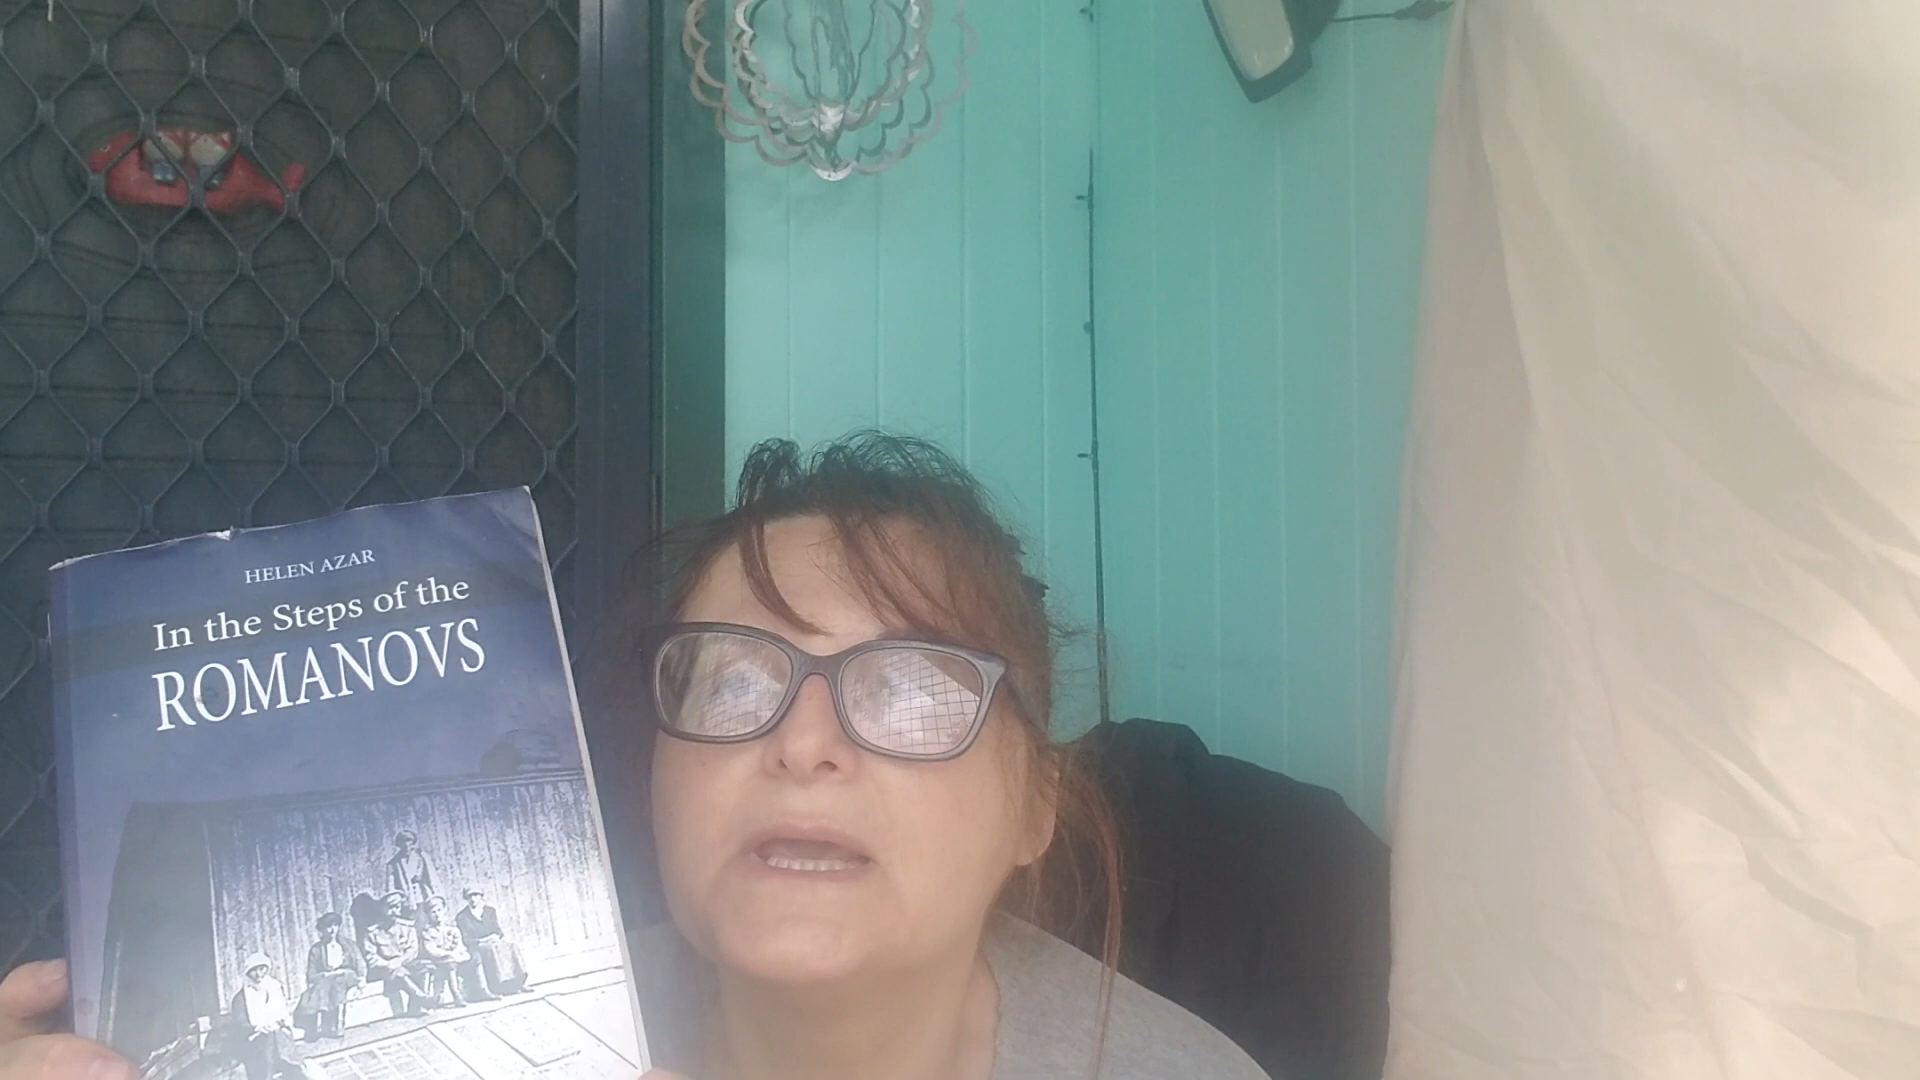 HELEN AZAR
In the Steps of the
ROMANOVS